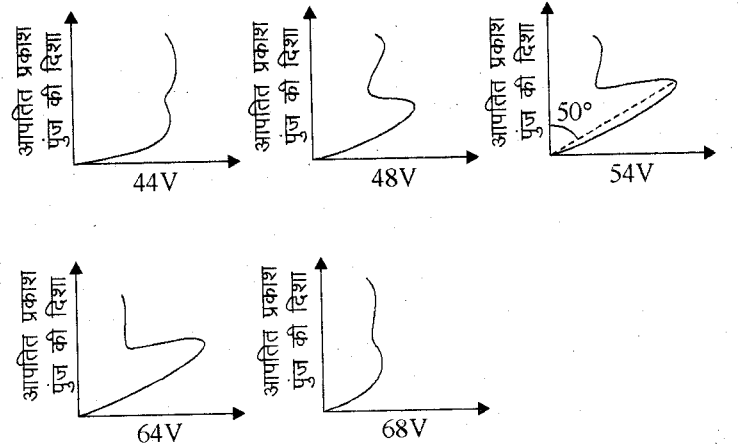 आपतित प्रकाश
पुंज की दिशा
44V
आपतित प्रकाश
पुंज की दिशा
48V
आपतित प्रकाश
पुंज की दिशा
50°
54V
आपतित प्रकाश
पुंज की दिशा
64V
आपतित प्रकाश
पुंज की दिशा
68V